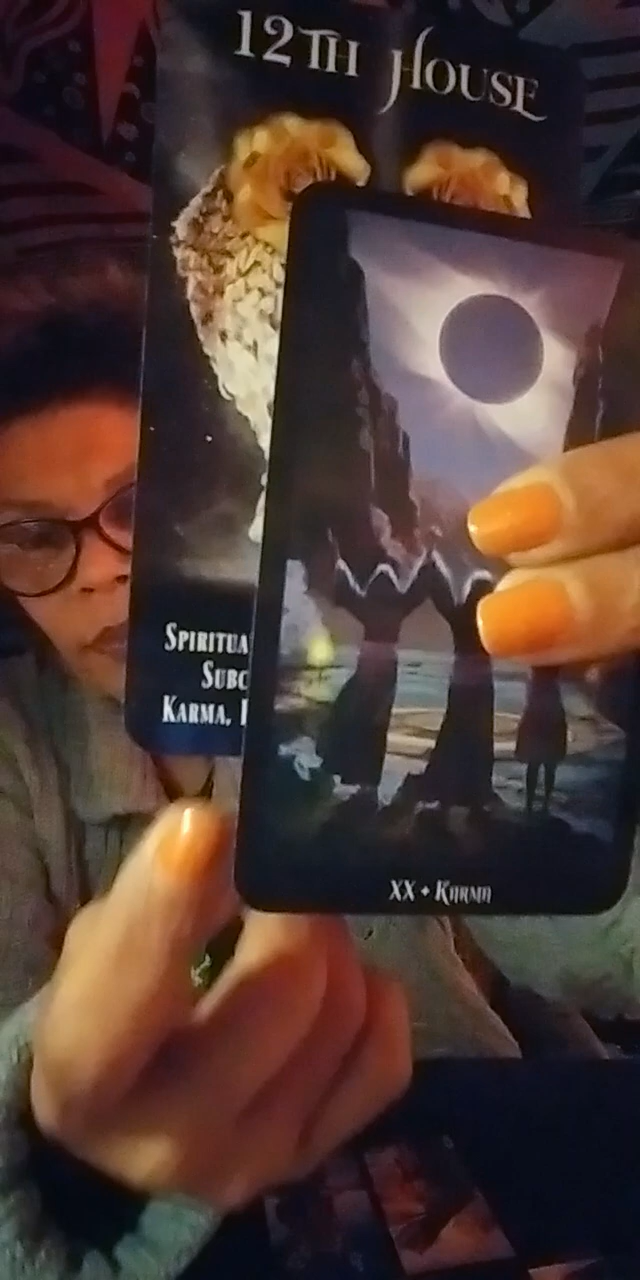 12TH HOUSE
SPIRITUA
SUBC
KARMA,
XX • KARMA